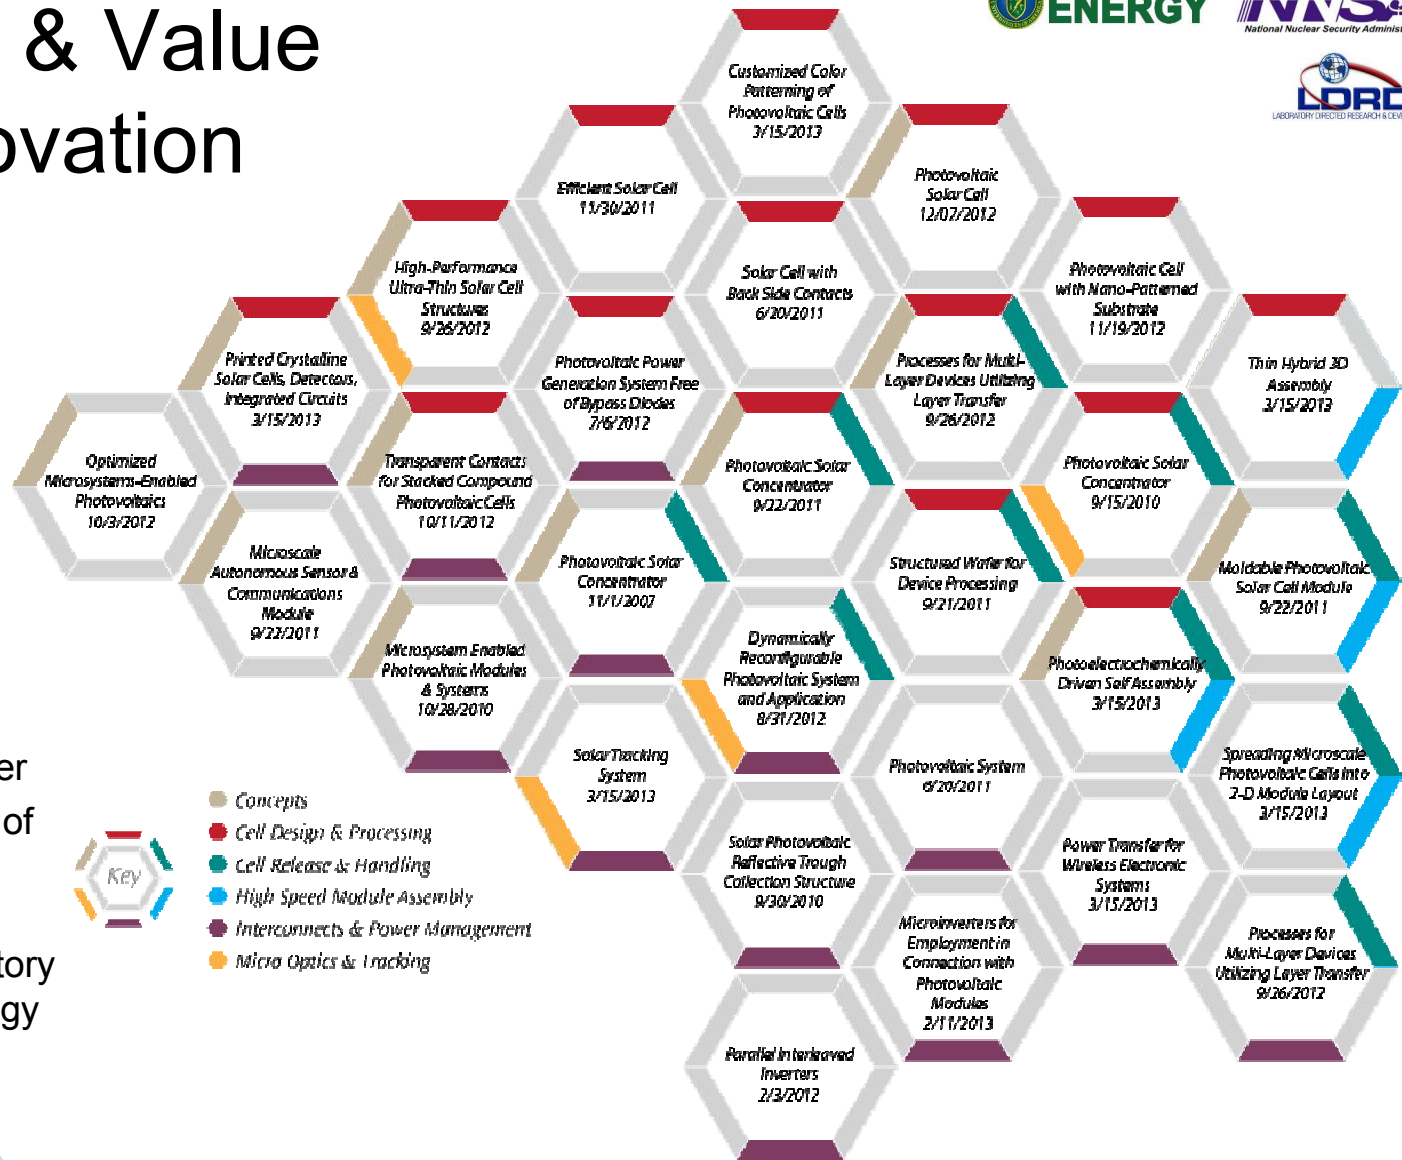 & Value
ovation
ENERGY
National Nuclear Security Adminis
LDRD
LABORATORY DIRECTED RESEARCH & DEVE
Customized Color
Patterning of
Photovoltaic Cells
3/15/2013
Efficient Solar Cell
11/30/2011
Photovoltaic
Solar Cell
12/07/2012
High-Performance
Ultra-Thin Solar Cell
Structures
9/26/2012
Solar Cell with
Back Side Contacts
6/20/2011
Photovoltaic Cell
with Nano-Patterned
Substrate
11/19/2012
Printed Crystalline
Solar Cells, Detectors,
Integrated Circuits
3/15/2013
Photovoltaic Power
Generation System Free
of Bypass Diodes
7/6/2012
Processes for Multi-
Layer Devices Utilizing
Layer Transfer
9/26/2012
Thin Hybrid 3D
Assembly
3/15/2013
Optimized
Microsystems-Enabled
Photovoltaics
10/3/2012
Transparent Contacts
for Stacked Compound
Photovoltaic Cells
10/11/2012
Photovoltaic Solar
Concentrator
9/22/2011
Photovoltaic Solar
Concentrator
9/15/2010
Microscale
Autonomous Sensor &
Communications
Module
9/22/2011
Photovoltaic Solar
Concentrator
11/1/2007
Structured Wafer for
Device Processing
9/21/2011
Moldable Photovoltaic
Solar Cell Module
9/22/2011
Microsystem Enabled
Photovoltaic Modules
& Systems
10/28/2010
Dynamically
Reconfigurable
Photovoltaic System
and Application
8/31/2012
Photoelectrochemically
Driven Self Assembly
3/15/2013
Solar Tracking
System
3/15/2013
Photovoltaic System
6/20/2011
Spreading Microscale
Photovoltaic Cells into
2-D Module Layout
3/15/2013
Solar Photovoltaic
Reflective Trough
Collection Structure
9/30/2010
Power Transfer for
Wireless Electronic
Systems
3/15/2013
Microinverters for
Employment in
Connection with
Photovoltaic
Modules
2/11/2013
Processes for
Multi-Layer Devices
Utilizing Layer Transfer
9/26/2012
Parallel Interleaved
Inverters
2/3/2012
er
of
tory
gy
Key
Concepts
Cell Design & Processing
Cell Release & Handling
High Speed Module Assembly
Interconnects & Power Management
Micro Optics & Tracking